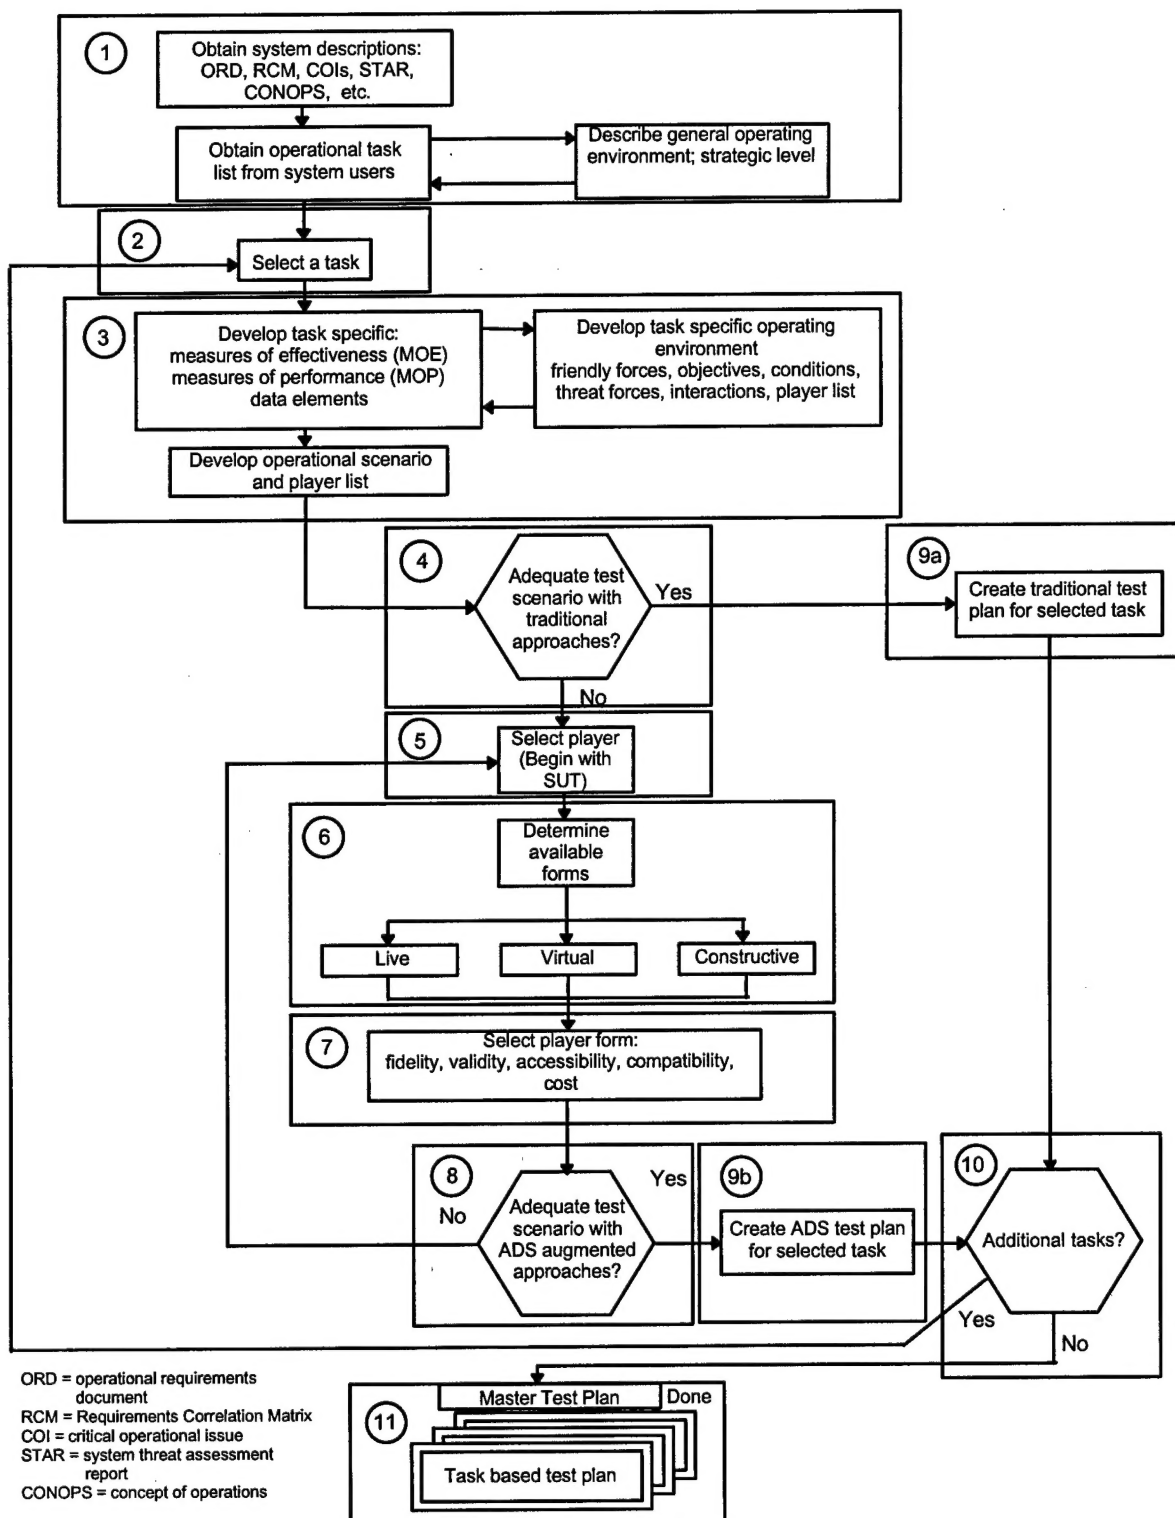 1
Obtain system descriptions:
ORD, RCM, COIs, STAR,
CONOPS, etc.
Obtain operational task
list from system users
Describe general operating
environment; strategic level
2
Select a task
3
Develop task specific:
measures of effectiveness (MOE)
measures of performance (MOP)
data elements
Develop task specific operating
environment
friendly forces, objectives, conditions,
threat forces, interactions, player list
Develop operational scenario
and player list
4
Adequate test
scenario with
traditional
approaches?
Yes
No
9a
Create traditional test
plan for selected task
5
Select player
(Begin with
SUT)
6
Determine
available
forms
Live
Virtual
Constructive
7
Select player form:
fidelity, validity, accessibility, compatibility,
cost
8
No
Yes
Adequate test
scenario with
ADS augmented
approaches?
9b
Create ADS test plan
for selected task
10
Additional tasks?
Yes
No
ORD = operational requirements
document
RCM = Requirements Correlation Matrix
COI = critical operational issue
STAR = system threat assessment
report
CONOPS = concept of operations
11
Master Test Plan
Done
Task based test plan